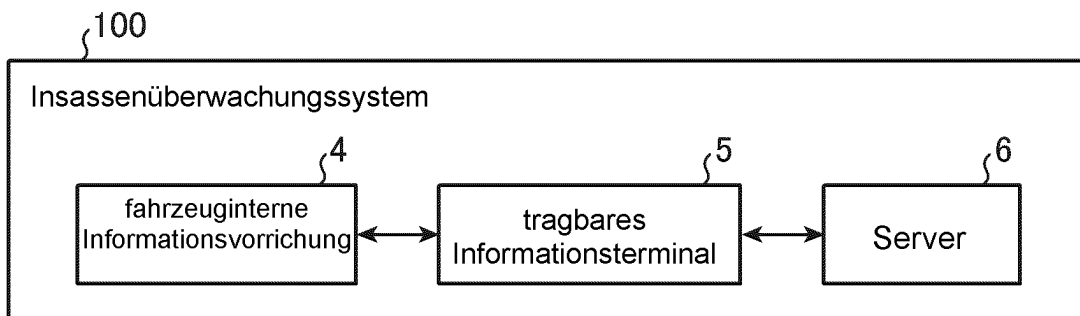 100
Insassenüberwachungssystem
4
5
6
fahrzeuginterne
Informationsvorrichung
tragbares
Informationsterminal
Server